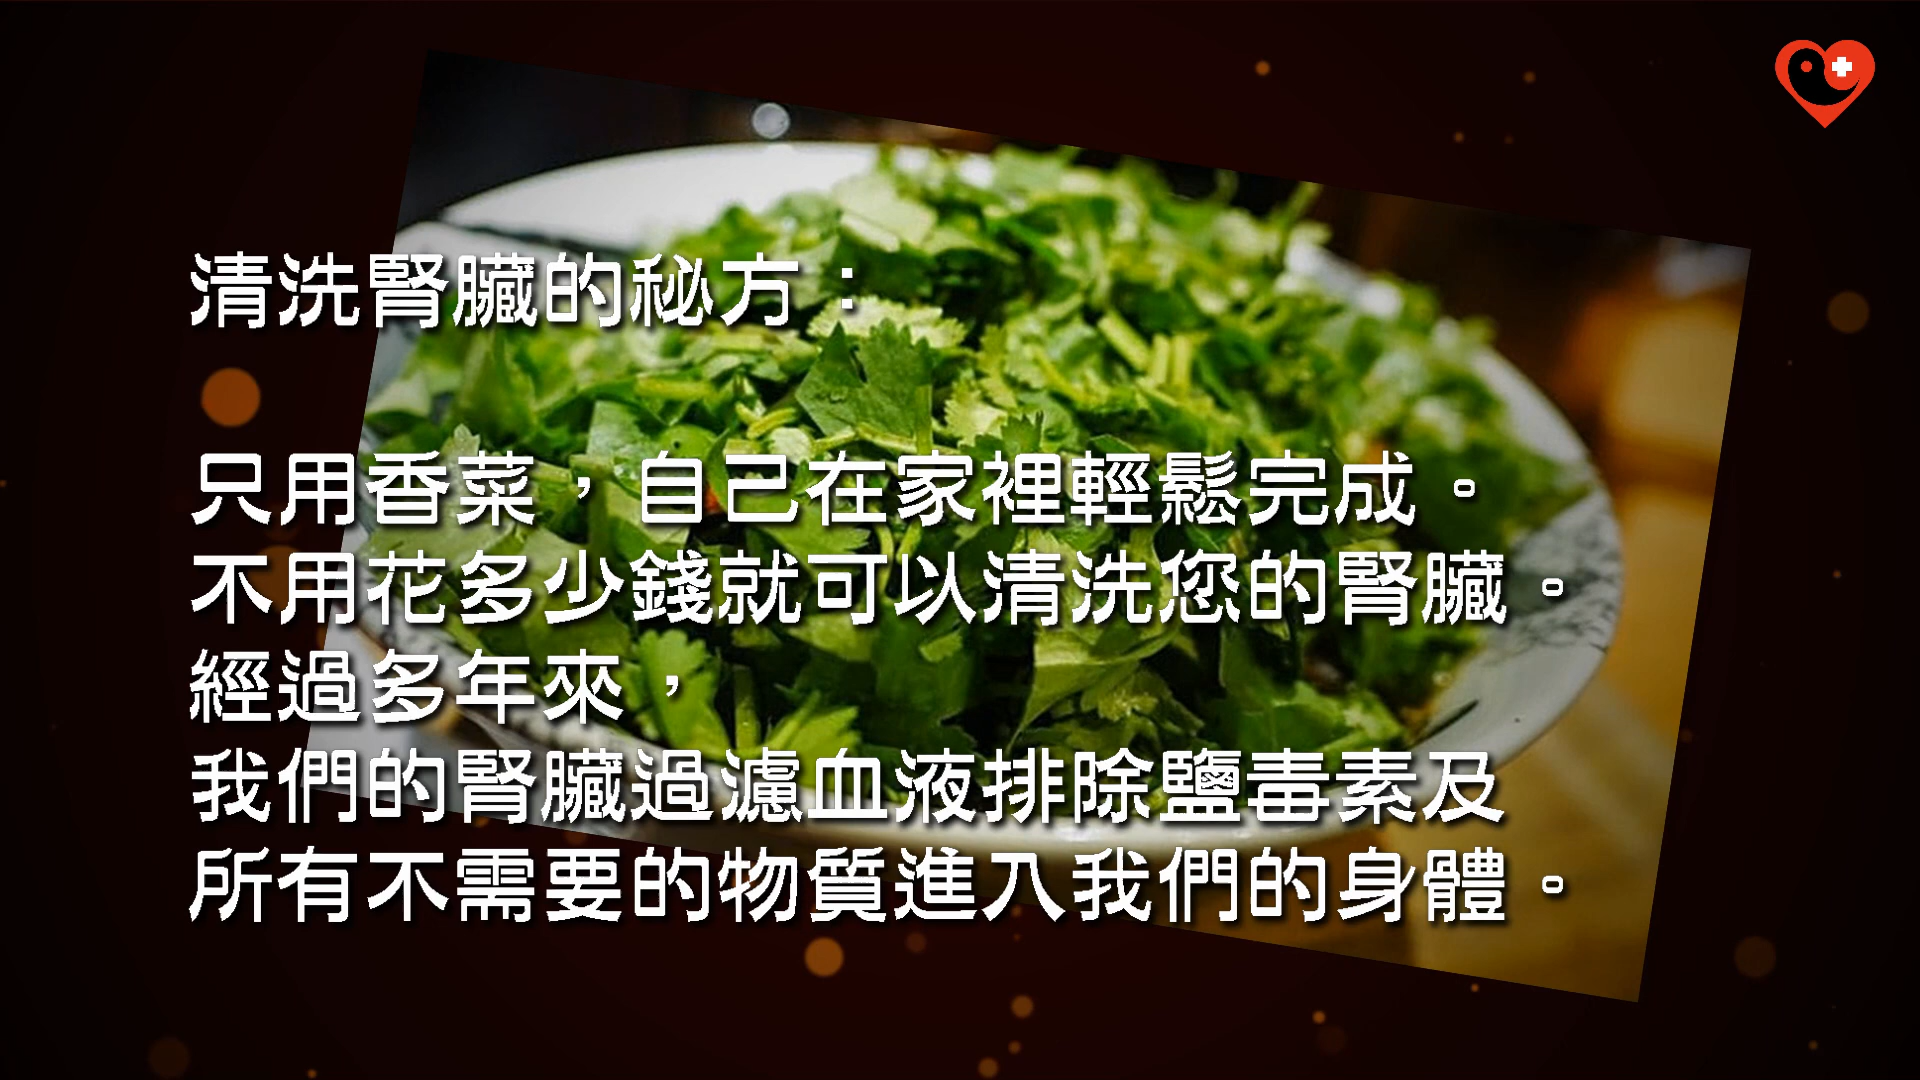 清洗腎臟的秘方：
只用香菜，自己在家裡輕鬆完成。
不用花多少錢就可以清洗您的腎臟。
經過多年來，
我們的腎臟過濾血液排除鹽毒素及
所有不需要的物質進入我們的身體。